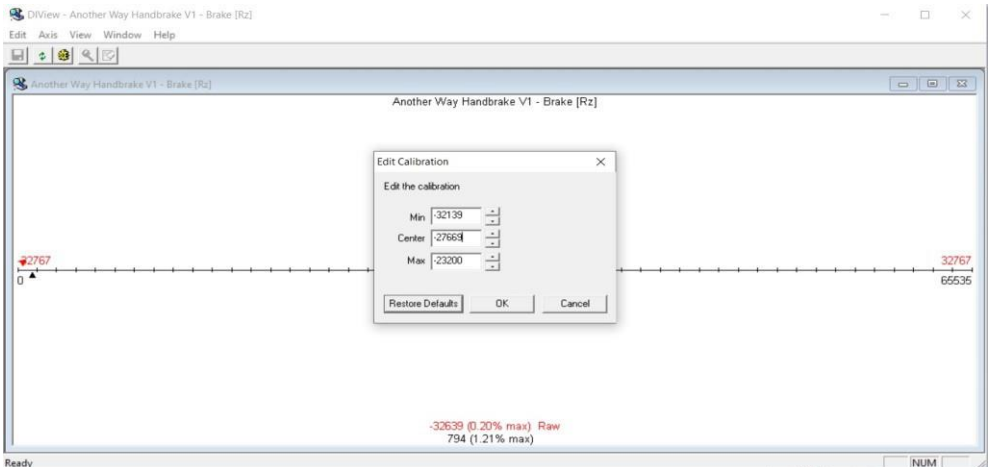 DIView - Another Way Handbrake V1 - Brake [Rz]
Edit Axis View Window Help
Another Way Handbrake V1 - Brake [Rz]
Another Way Handbrake V1 - Brake [Rz]
Edit Calibration
Edit the calibration
Min -32139
Center -27669
Max -23200
-32767 32767
0 65535
Restore Defaults OK Cancel
-32639 (0.20% max) Raw
794 (1.21% max)
Ready NUM